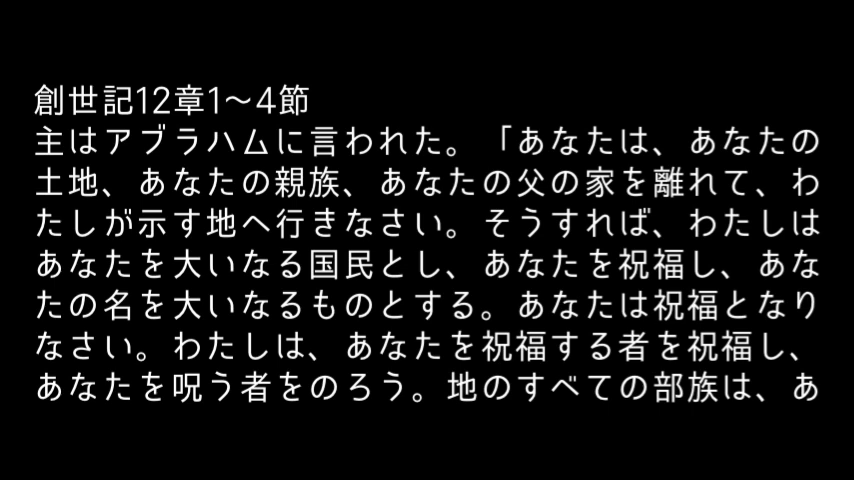 創世記12章1〜4節
主はアブラハムに言われた。「あなたは、あなたの
土地、あなたの親族、あなたの父の家を離れて、わ
たしが示す地へ行きなさい。そうすれば、わたしは
あなたを大いなる国民とし、あなたを祝福し、あな
たの名を大いなるものとする。あなたは祝福となり
なさい。わたしは、あなたを祝福する者を祝福し、
あなたを呪う者をのろう。地のすべての部族は、あ